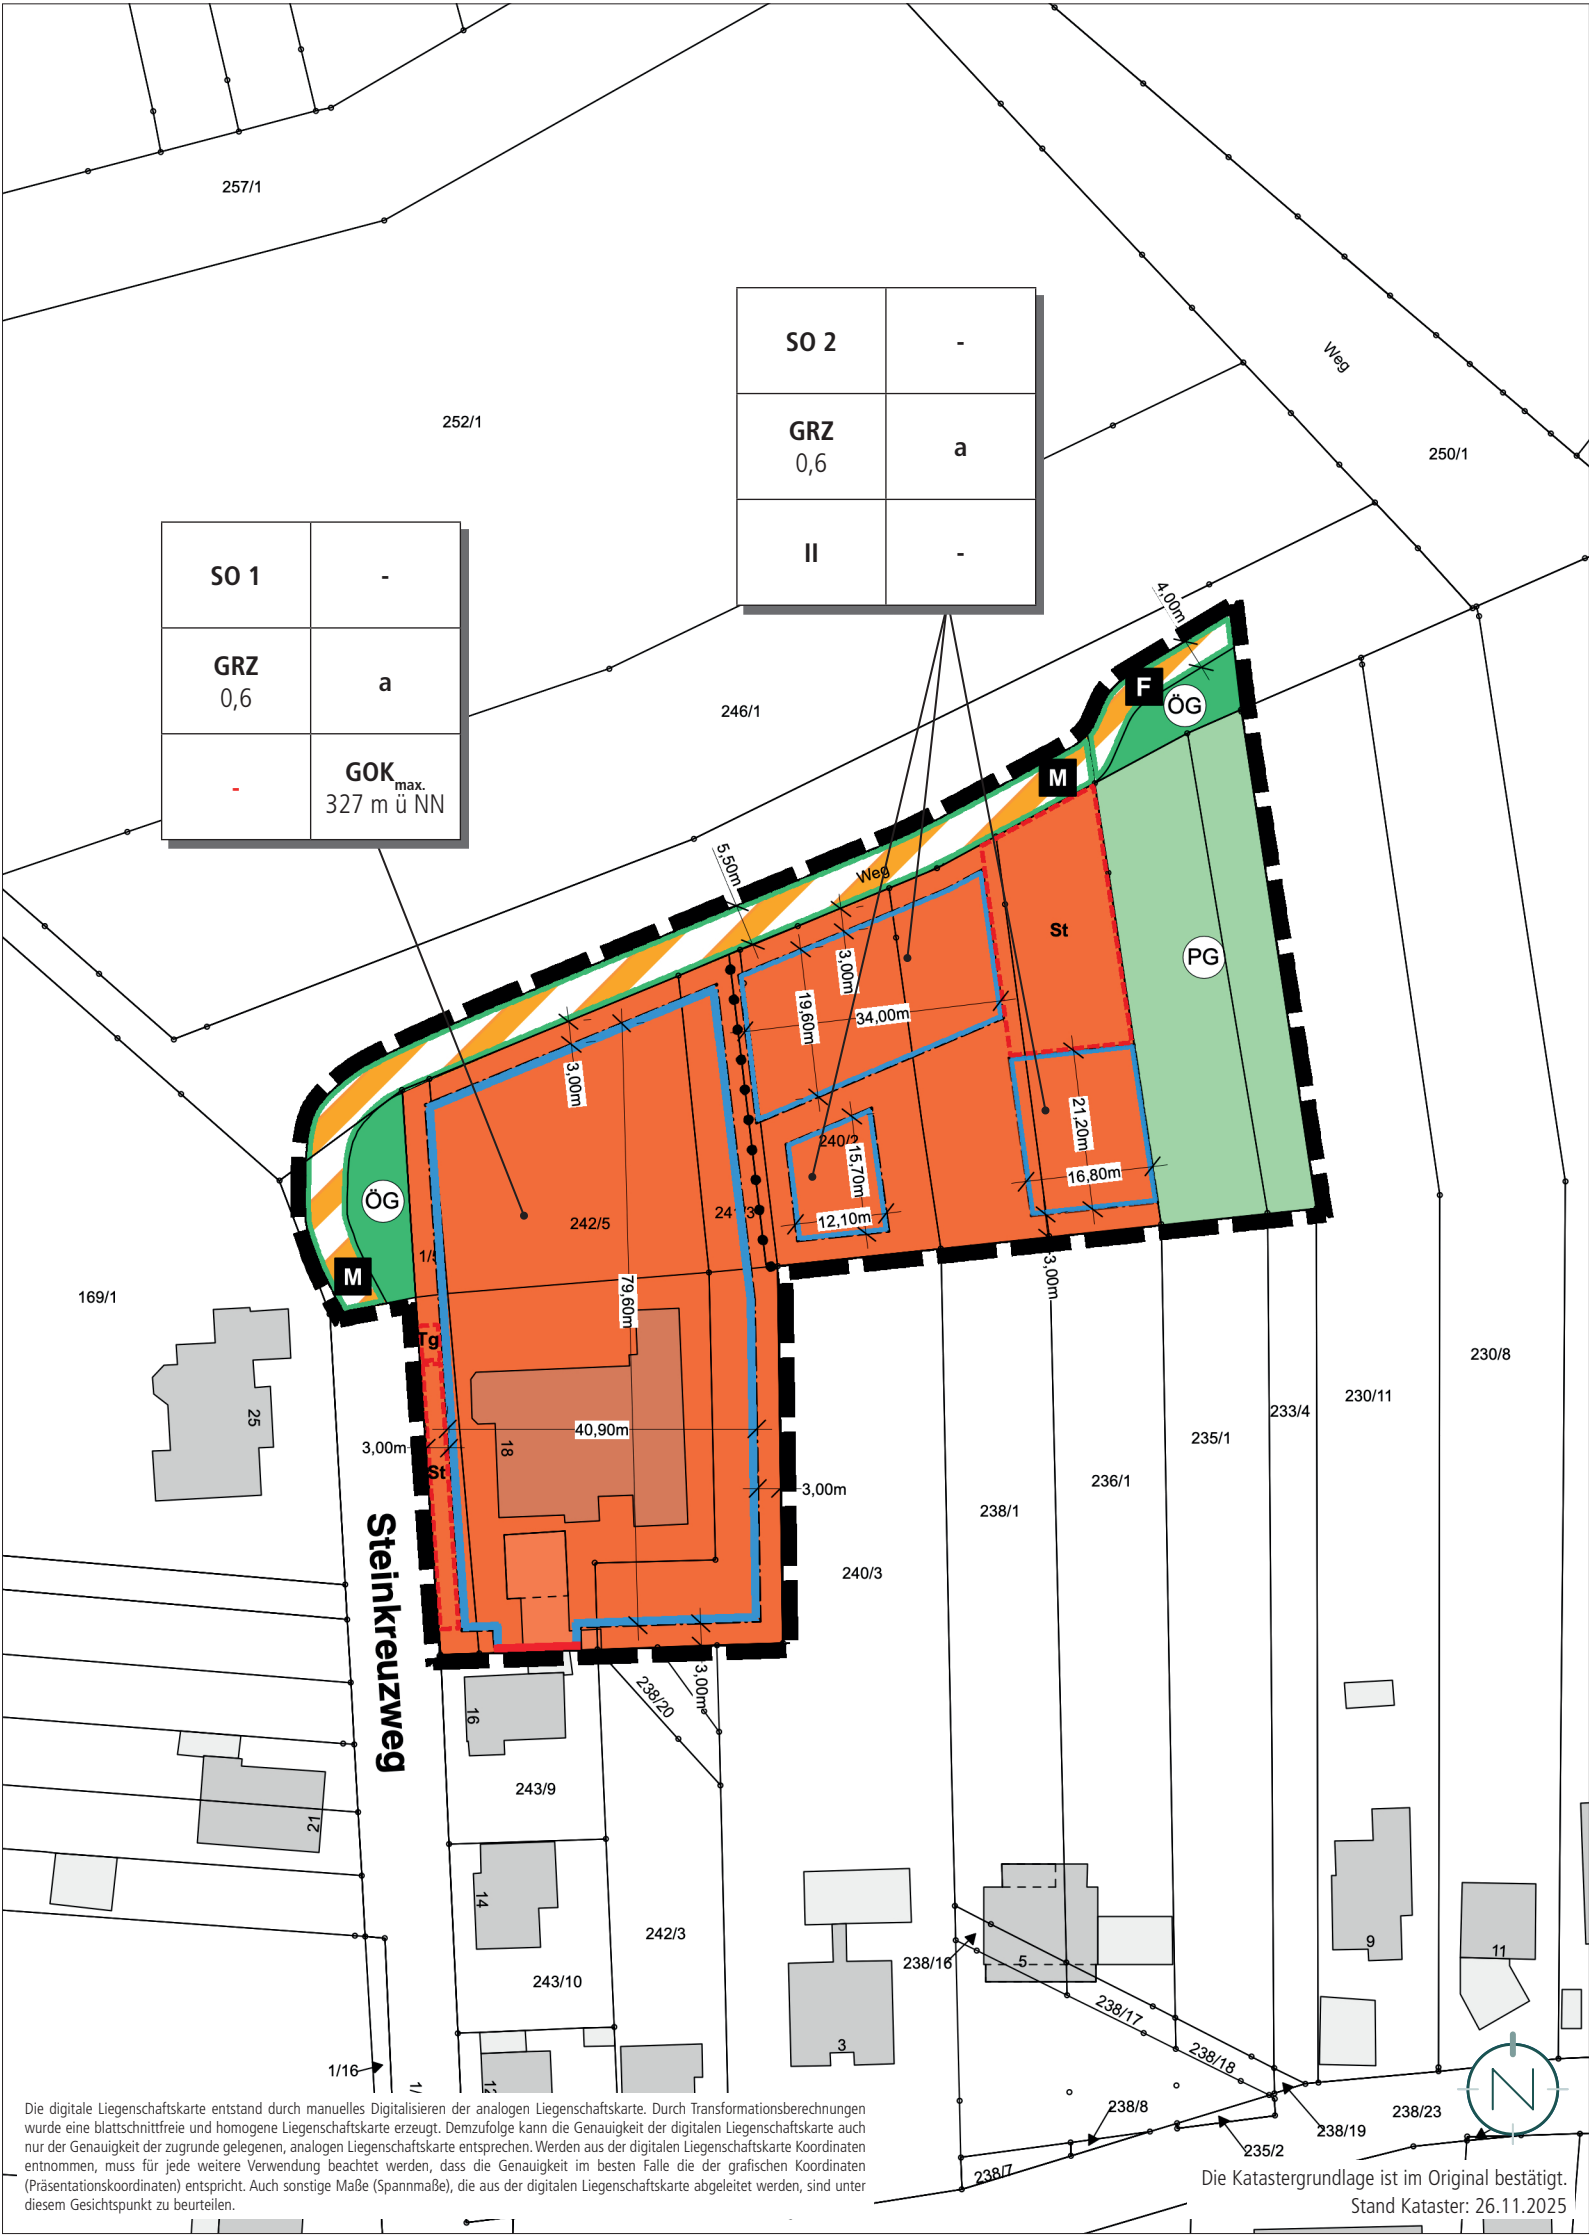 257/1
252/1
Weg
250/1
SO 2
-
GRZ
0,6
a
II
-
SO 1
-
GRZ
0,6
a
-
GOK max.
327 m ü NN
246/1
4,00m
F
ÖG
M
5,50m
Weg
St
PG
3,00m
19,60m
34,00m
3,00m
21,20m
16,80m
240/2
15,70m
12,10m
3,00m
ÖG
242/5
M
79,60m
169/1
Tg
25
40,90m
18
3,00m
St
3,00m
Steinkreuzweg
230/8
230/11
233/4
235/1
236/1
238/1
240/3
238/20
3,00m
16
243/9
21
14
242/3
243/10
238/16
5
9
11
238/17
238/18
3
1/16
12
238/8
238/19
238/23
235/2
238/7
N
Die digitale Liegenschaftskarte entstand durch manuelles Digitalisieren der analogen Liegenschaftskarte. Durch Transformationsberechnungen
wurde eine blattschnittfreie und homogene Liegenschaftskarte erzeugt. Demzufolge kann die Genauigkeit der digitalen Liegenschaftskarte auch
nur der Genauigkeit der zugrunde gelegenen, analogen Liegenschaftskarte entsprechen. Werden aus der digitalen Liegenschaftskarte Koordinaten
entnommen, muss für jede weitere Verwendung beachtet werden, dass die Genauigkeit im besten Falle die der grafischen Koordinaten
(Präsentationskoordinaten) entspricht. Auch sonstige Maße (Spannmaße), die aus der digitalen Liegenschaftskarte abgeleitet werden, sind unter
diesem Gesichtspunkt zu beurteilen.
Die Katastergrundlage ist im Original bestätigt.
Stand Kataster: 26.11.2025